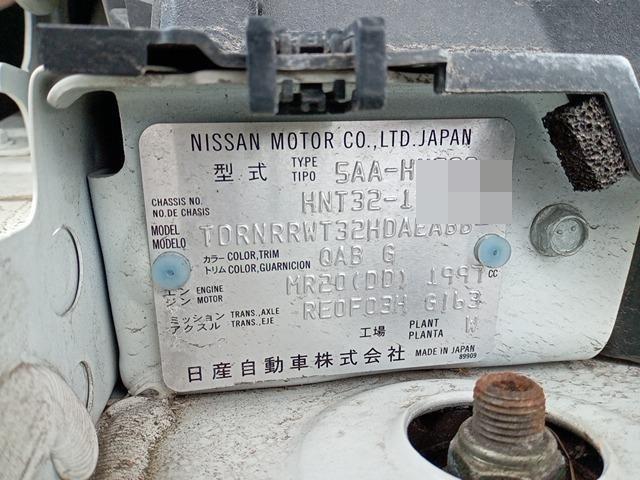 NISSAN MOTOR CO.,LTD.JAPAN
型式 TYPE TIPO 5AA-H
CHASSIS NO. NO.DE CHASIS HNT32-1
MODEL MODELO TDRNRRWT32HDAEABB-
カラー COLOR,TRIM トリム COLOR,GUARNICION QAB G
エンジン ENGINE MOTOR MR20(DD) 1997 CC
ミッション アクスル TRANS.,AXLE TRANS.,EJE RE0F03H GI63
工場 PLANT PLANTA W
日産自動車株式会社 MADE IN JAPAN
89909